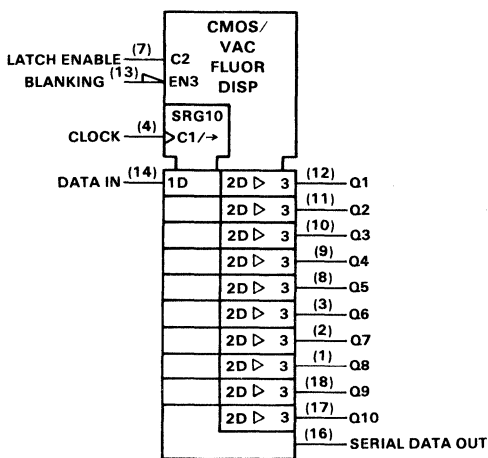 CMOS/
VAC
FLUOR
DISP
LATCH ENABLE (7) C2
BLANKING (13) EN3
SRG10
CLOCK (4) C1/→
DATA IN (14) 1D 2D ▷ 3 (12) Q1
2D ▷ 3 (11) Q2
2D ▷ 3 (10) Q3
2D ▷ 3 (9) Q4
2D ▷ 3 (8) Q5
2D ▷ 3 (3) Q6
2D ▷ 3 (2) Q7
2D ▷ 3 (1) Q8
2D ▷ 3 (18) Q9
2D ▷ 3 (17) Q10
(16) SERIAL DATA OUT